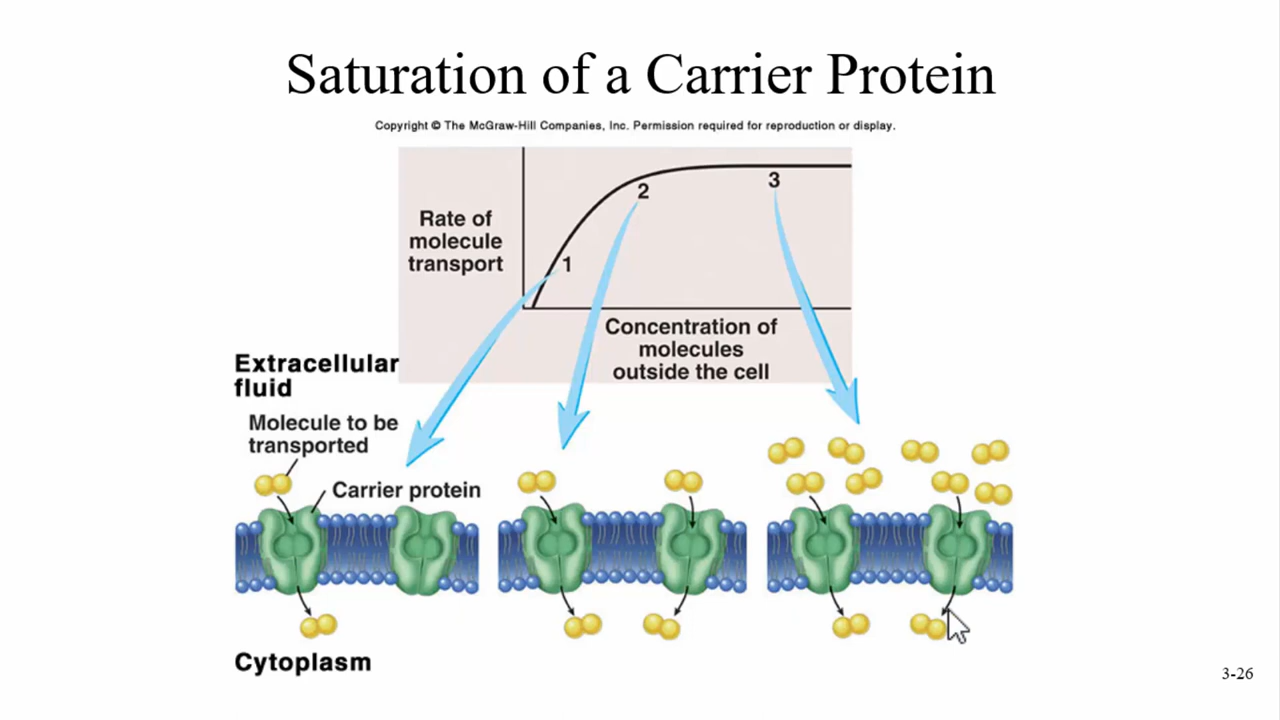 Saturation of a Carrier Protein
Copyright © The McGraw-Hill Companies, Inc. Permission required for reproduction or display.
Rate of
molecule
transport
1
2
3
Concentration of
molecules
outside the cell
Extracellular
fluid
Molecule to be
transported
Carrier protein
Cytoplasm
3-26